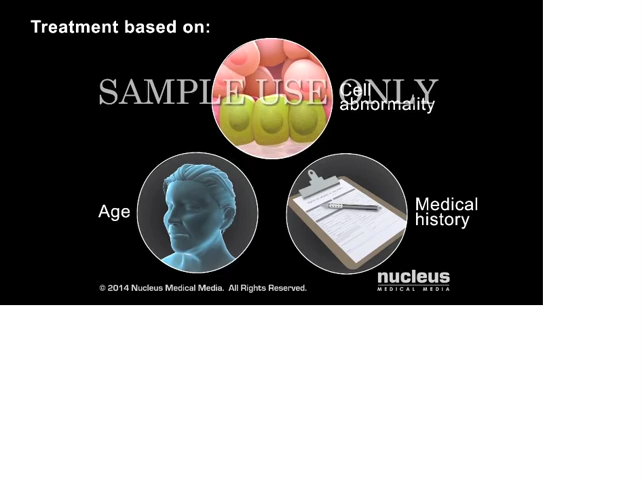 Treatment based on:
SAMPLE USE ONLY
Cell
abnormality
Age
Medical
history
© 2014 Nucleus Medical Media. All Rights Reserved.
nucleus
MEDICAL MEDIA